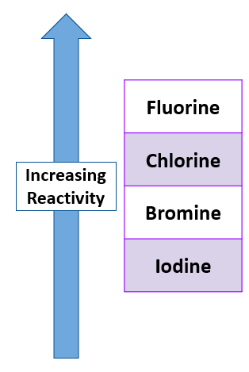 Fluorine
Chlorine
Increasing
Reactivity
Bromine
Iodine